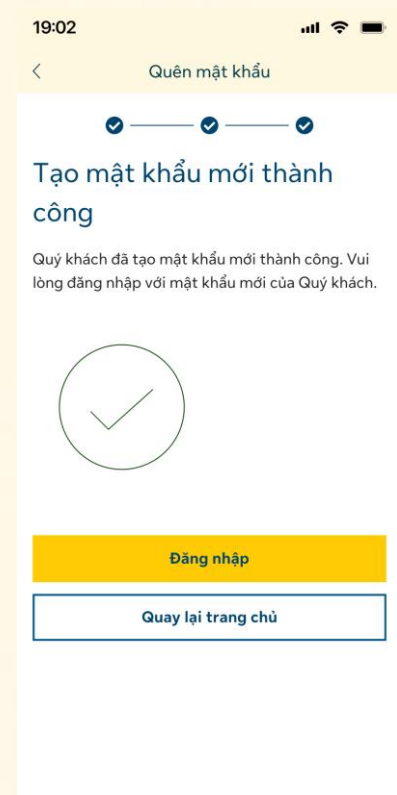 19:02
Quên mật khẩu
Tạo mật khẩu mới thành
công
Quý khách đã tạo mật khẩu mới thành công. Vui
lòng đăng nhập với mật khẩu mới của Quý khách.
Đăng nhập
Quay lại trang chủ